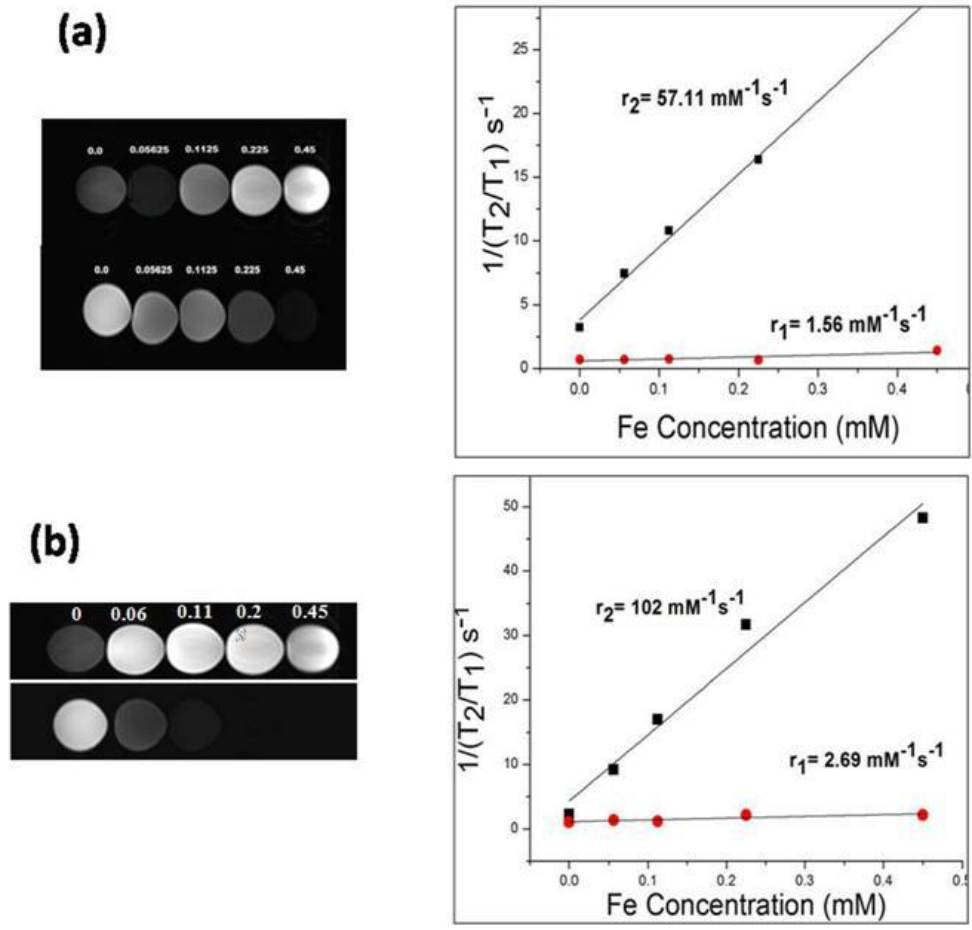 (a)
0.0 0.05625 0.1125 0.225 0.45
0.0 0.05625 0.1125 0.225 0.45
1/(T₂/T₁) s⁻¹
25
20
15
10
5
0
r₂= 57.11 mM⁻¹s⁻¹
r₁= 1.56 mM⁻¹s⁻¹
0.0 0.1 0.2 0.3 0.4
Fe Concentration (mM)
(b)
0 0.06 0.11 0.2 0.45
1/(T₂/T₁) s⁻¹
50
40
30
20
10
0
r₂= 102 mM⁻¹s⁻¹
r₁= 2.69 mM⁻¹s⁻¹
0.0 0.1 0.2 0.3 0.4 0.5
Fe Concentration (mM)